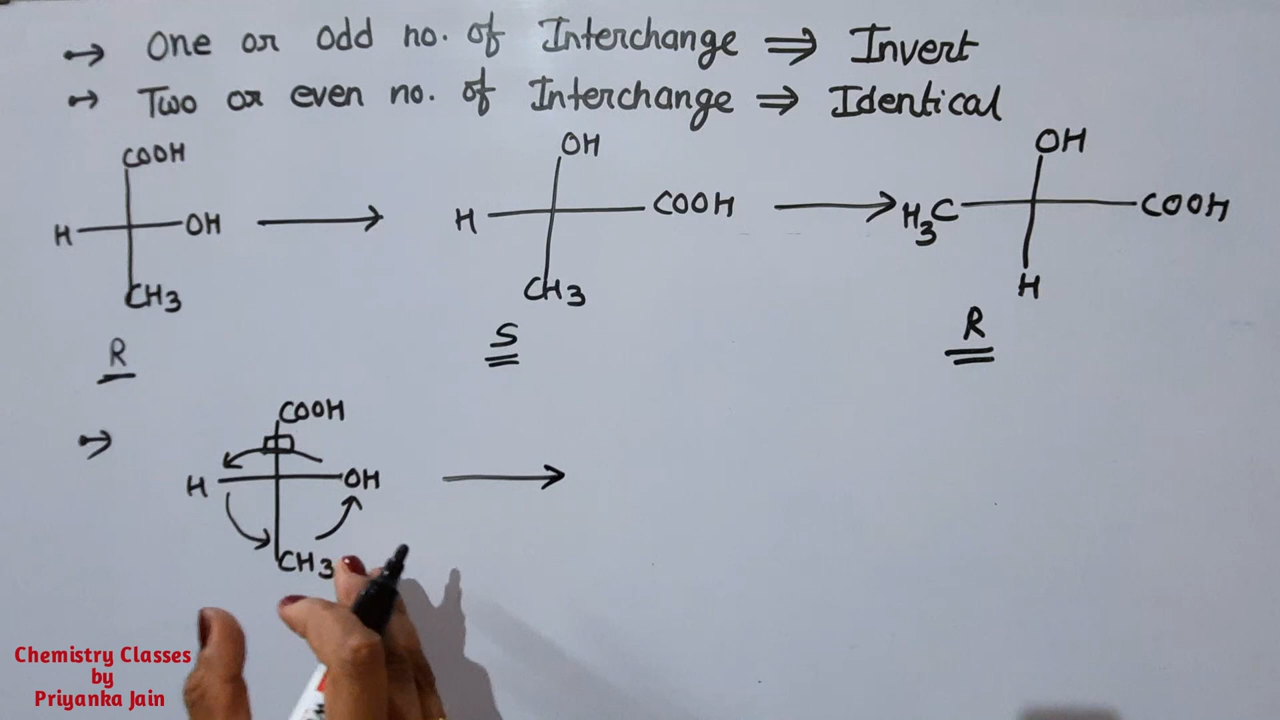 → One or odd no. of Interchange ⇒ Invert
→ Two or even no. of Interchange ⇒ Identical
COOH
H OH
CH3
R
→
OH
H COOH
CH3
S
→
OH
H3C COOH
H
R
→
COOH
H OH
CH3
→
Chemistry Classes
by
Priyanka Jain